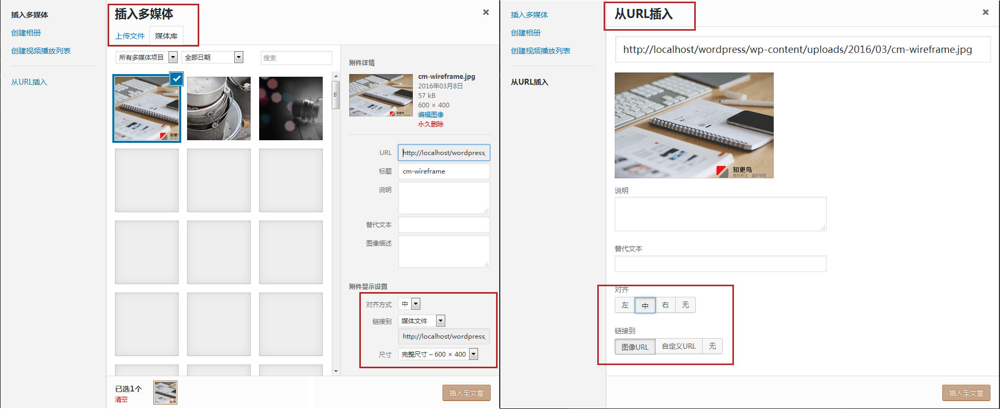 插入多媒体
创建相册
创建视频播放列表
从URL插入
插入多媒体
上传文件
媒体库
所有多媒体项目
全部日期
搜索
知更
附件详情
cm-wireframe.jpg
2016年03月8日
57 kB
600 × 400
编辑图像
永久删除
URL
http://localhost/wordpress
标题
cm-wireframe
说明
替代文本
图像描述
附件显示设置
对齐方式
中
链接到
媒体文件
http://localhost/wordpress
尺寸
完整尺寸 – 600 × 400
已选1个
清空
插入至文章
插入多媒体
创建相册
创建视频播放列表
从URL插入
从URL插入
http://localhost/wordpress/wp-content/uploads/2016/03/cm-wireframe.jpg
知更鸟
说明
替代文本
对齐
左
中
右
无
链接到
图像URL
自定义URL
无
插入至文章